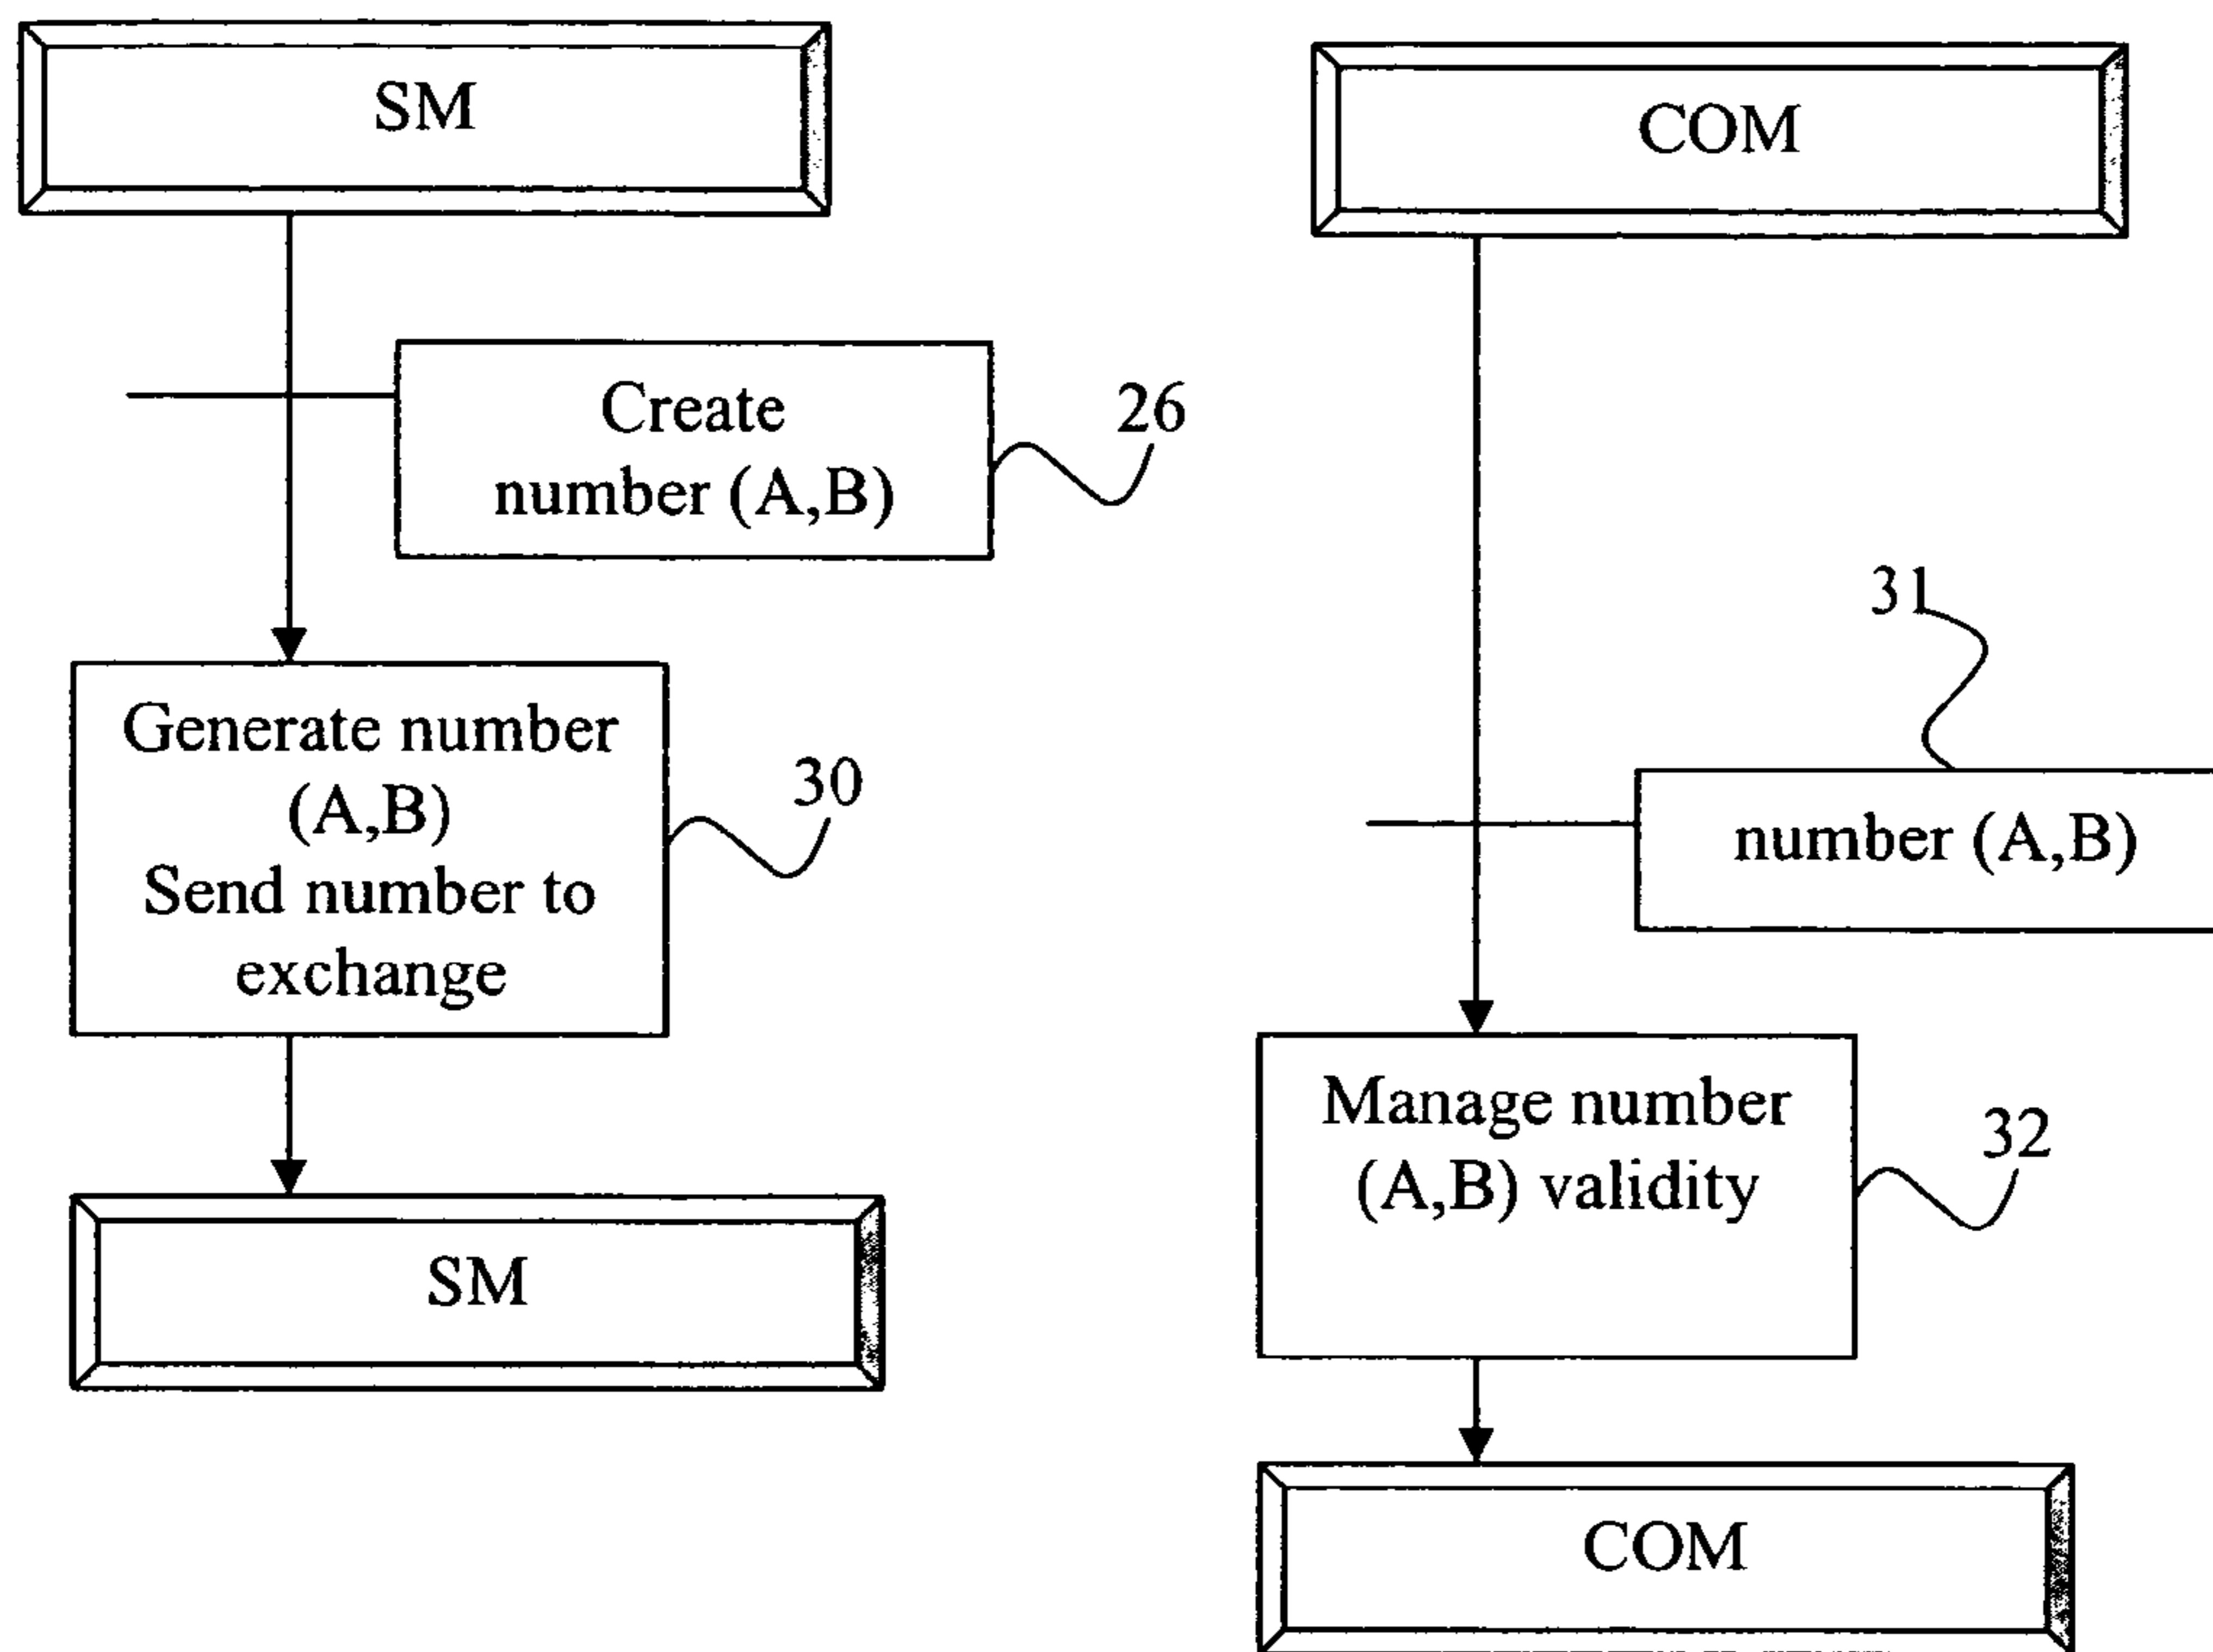 SM
Create
number (A,B)
26
Generate number
(A,B)
Send number to
exchange
30
SM
COM
31
number (A,B)
Manage number
(A,B) validity
32
COM